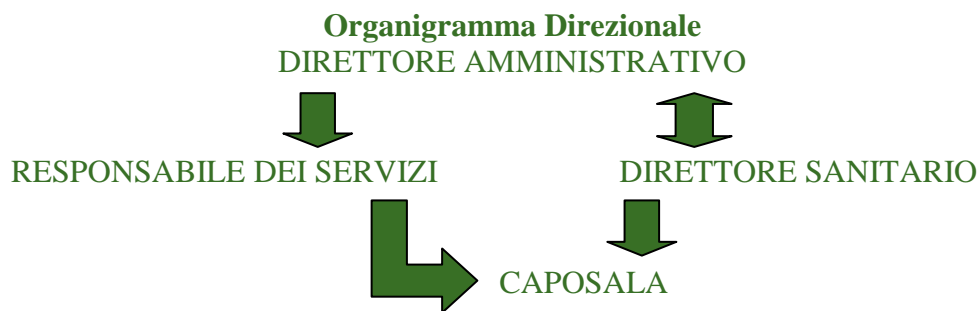 Organigramma Direzionale
DIRETTORE AMMINISTRATIVO
RESPONSABILE DEI SERVIZI DIRETTORE SANITARIO
CAPOSALA